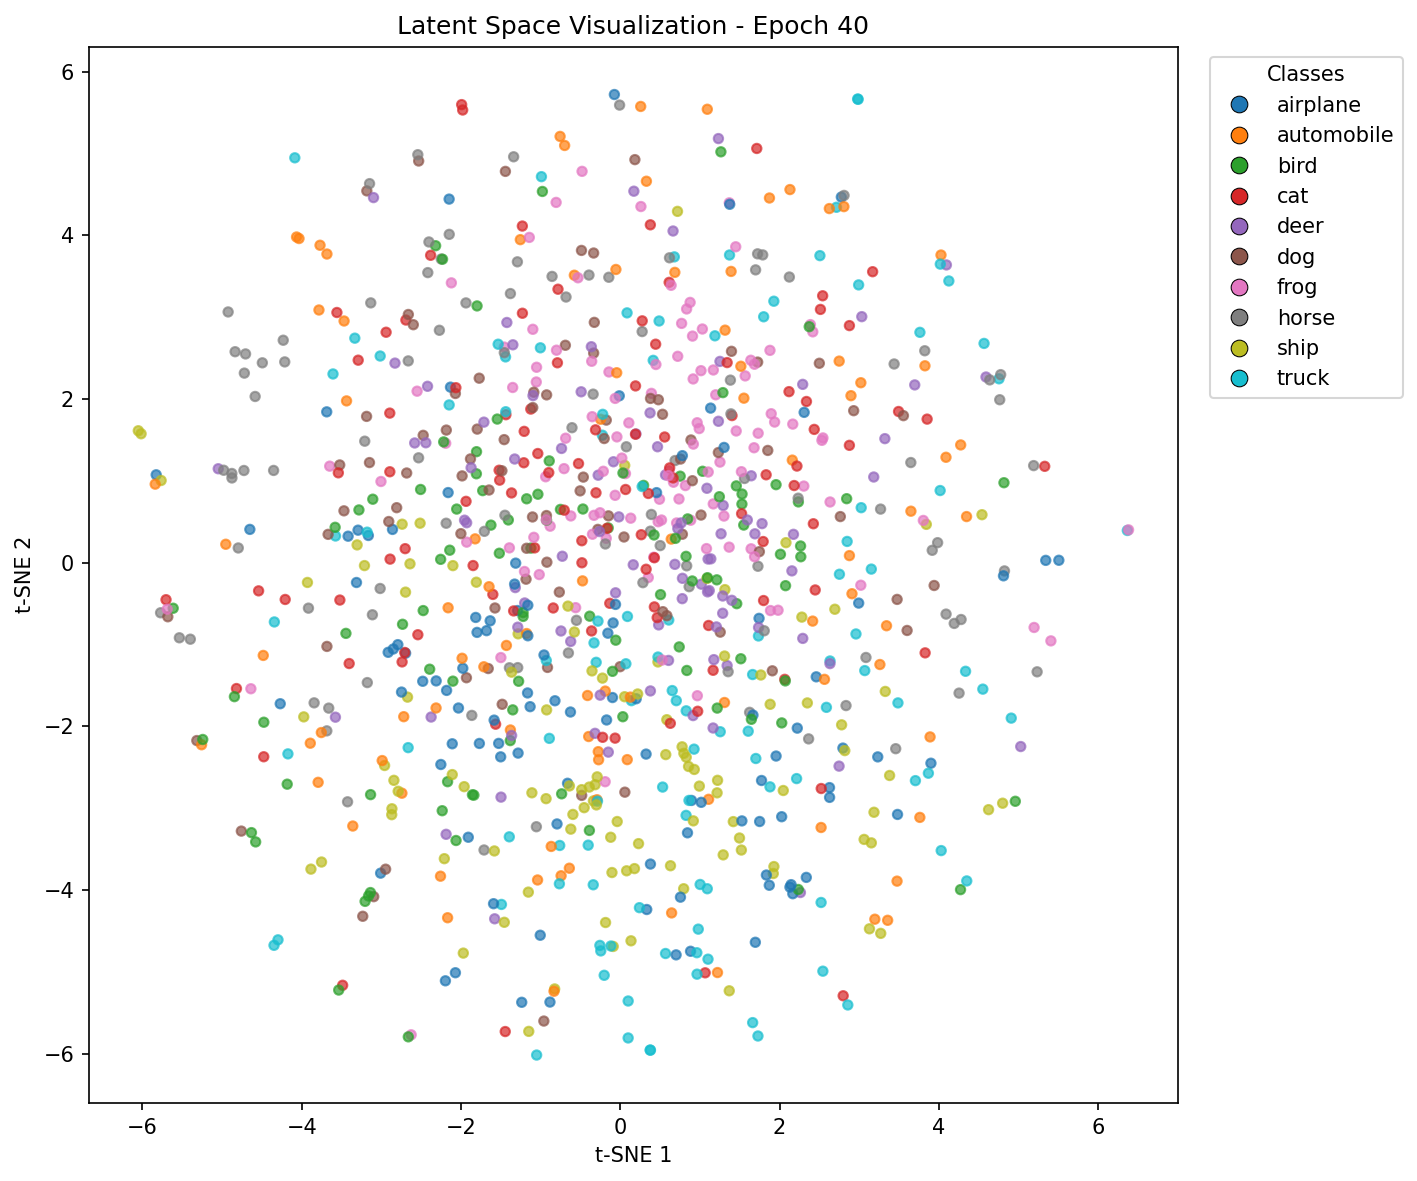 Latent Space Visualization - Epoch 40
Classes
airplane
automobile
bird
cat
deer
dog
frog
horse
ship
truck
t-SNE 2
6
4
2
0
−2
−4
−6
−6
−4
−2
0
2
4
6
t-SNE 1